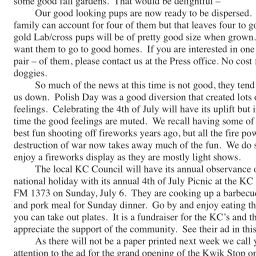 some good fall gardens.  That would be delightful –
Our good looking pups are now ready to be dispersed.
family can account for four of them but that leaves four to go
gold Lab/cross pups will be of pretty good size when grown.
want them to go to good homes.  If you are interested in one
pair – of them, please contact us at the Press office. No cost f
doggies.
So much of the news at this time is not good, they tend
us down.  Polish Day was a good diversion that created lots o
feelings.  Celebrating the 4th of July will have its uplift but i
time the good feelings are muted.  We recall having some of
best fun shooting off fireworks years ago, but all the fire pow
destruction of war now takes away much of the fun.  We do s
enjoy a fireworks display as they are mostly light shows.
The local KC Council will have its annual observance o
national holiday with its annual 4th of July Picnic at the KC
FM 1373 on Sunday, July 6.  They are cooking up a barbecu
and pork meal for Sunday dinner.  Go by and enjoy eating th
you can take out plates.  It is a fundraiser for the KC's and th
appreciate the support of the community.  See their ad in this
As there will not be a paper printed next week we call y
attention to the ad for the grand opening of the Kwik Stop on